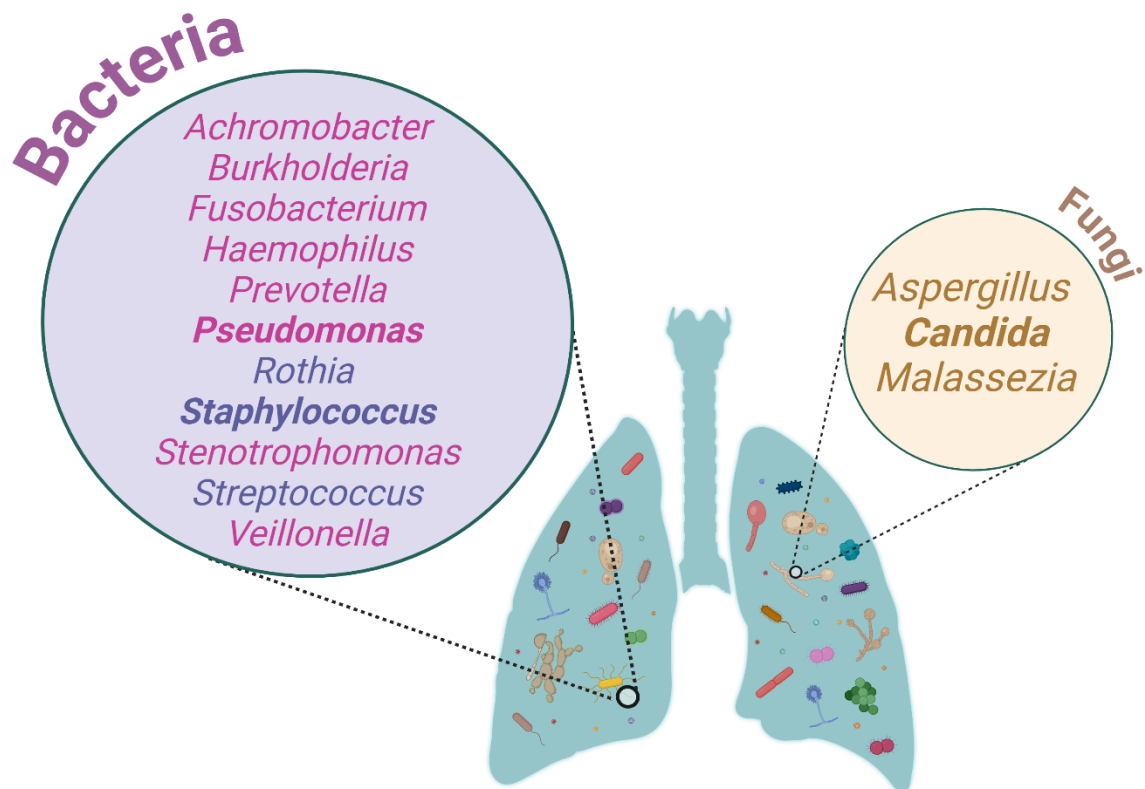 Bacteria
Achromobacter
Burkholderia
Fusobacterium
Haemophilus
Prevotella
Pseudomonas
Rothia
Staphylococcus
Stenotrophomonas
Streptococcus
Veillonella
Fungi
Aspergillus
Candida
Malassezia